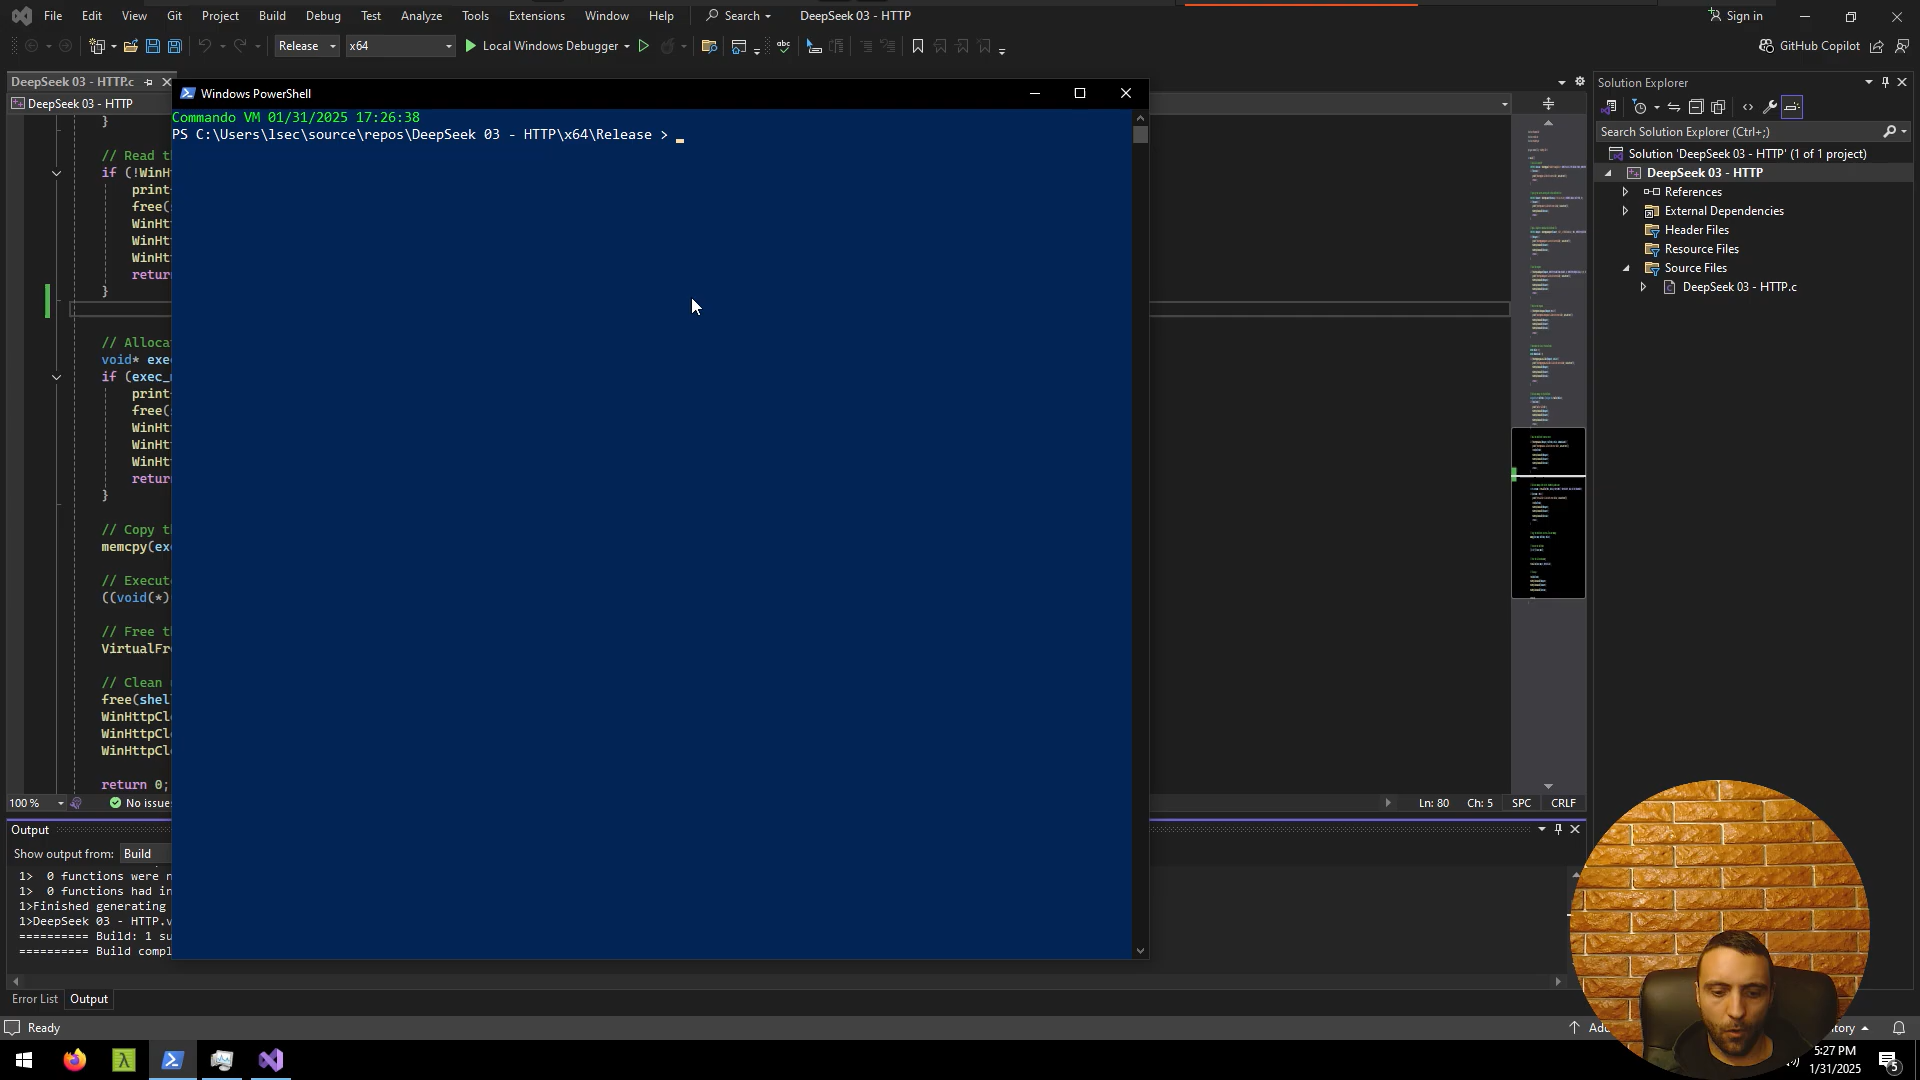 File Edit View Git Project Build Debug Test Analyze Tools Extensions Window Help Search DeepSeek 03 - HTTP Sign in
Release x64 Local Windows Debugger GitHub Copilot
DeepSeek 03 - HTTP.c
DeepSeek 03 - HTTP
}
// Read
if (!WinH
free(
WinHt
WinHt
WinHt
}
// Alloca
void* exe
if (exec_
print
free(
WinHt
WinHt
WinHt
}
// Copy
memcpy(ex
// Execut
((void(*)
// Free
VirtualFr
// Clean
free(shel
WinHttpCl
WinHttpCl
WinHttpCl
return 0;
100 % No issue
Ln: 80 Ch: 5 SPC CRLF
Windows PowerShell
Commando VM 01/31/2025 17:26:38
PS C:\Users\lsec\source\repos\DeepSeek 03 - HTTP\x64\Release > _
Output
Show output from: Build
1> 0 functions were
1> 0 functions had in
1>Finished generating
1>DeepSeek 03 - HTTP.v
========== Build: 1 su
========== Build compl
Error List Output
Ready
Solution Explorer
Search Solution Explorer (Ctrl+;)
Solution 'DeepSeek 03 - HTTP' (1 of 1 project)
DeepSeek 03 - HTTP
References
External Dependencies
Header Files
Resource Files
Source Files
DeepSeek 03 - HTTP.c
5:27 PM
1/31/2025
5